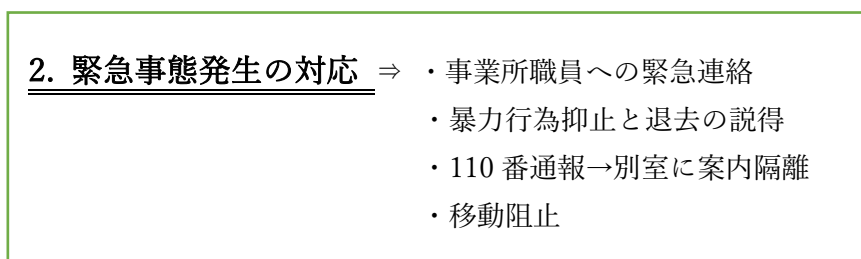 2. 緊急事態発生の対応 ⇒ ・事業所職員への緊急連絡
・暴力行為抑止と退去の説得
・110 番通報→別室に案内隔離
・移動阻止